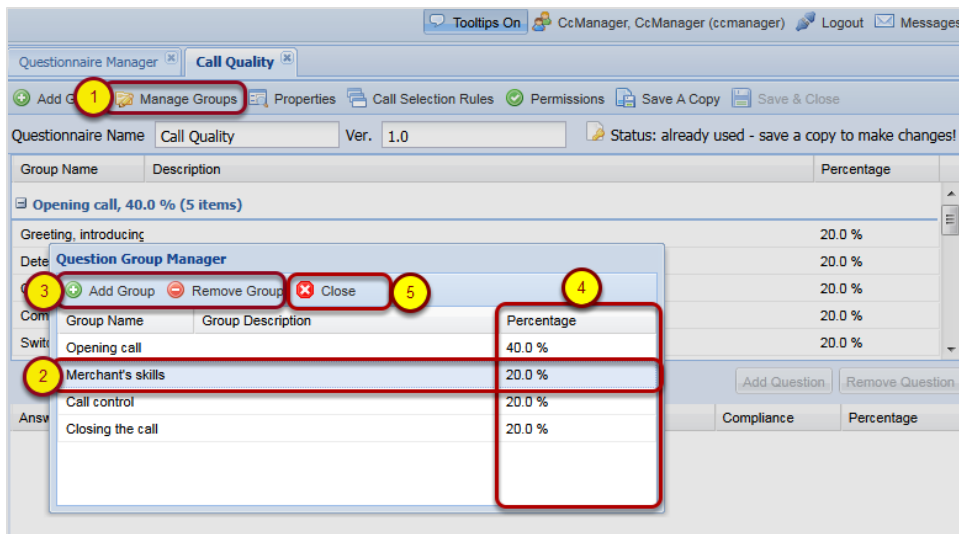 Tooltips On CcManager, CcManager (ccmanager) Logout Messages
Questionnaire Manager Call Quality
Add G 1 Manage Groups Properties Call Selection Rules Permissions Save A Copy Save & Close
Questionnaire Name Call Quality Ver. 1.0 Status: already used - save a copy to make changes!
Group Name Description Percentage
Opening call, 40.0 % (5 items)
Greeting, introducing 20.0 %
Dete 20.0 %
20.0 %
Com 20.0 %
Switc 20.0 %
Question Group Manager
3 Add Group Remove Group Close 5 4
Group Name Group Description Percentage
Opening call 40.0 %
2 Merchant's skills 20.0 %
Call control 20.0 %
Closing the call 20.0 %
Add Question Remove Question
Answ Compliance Percentage